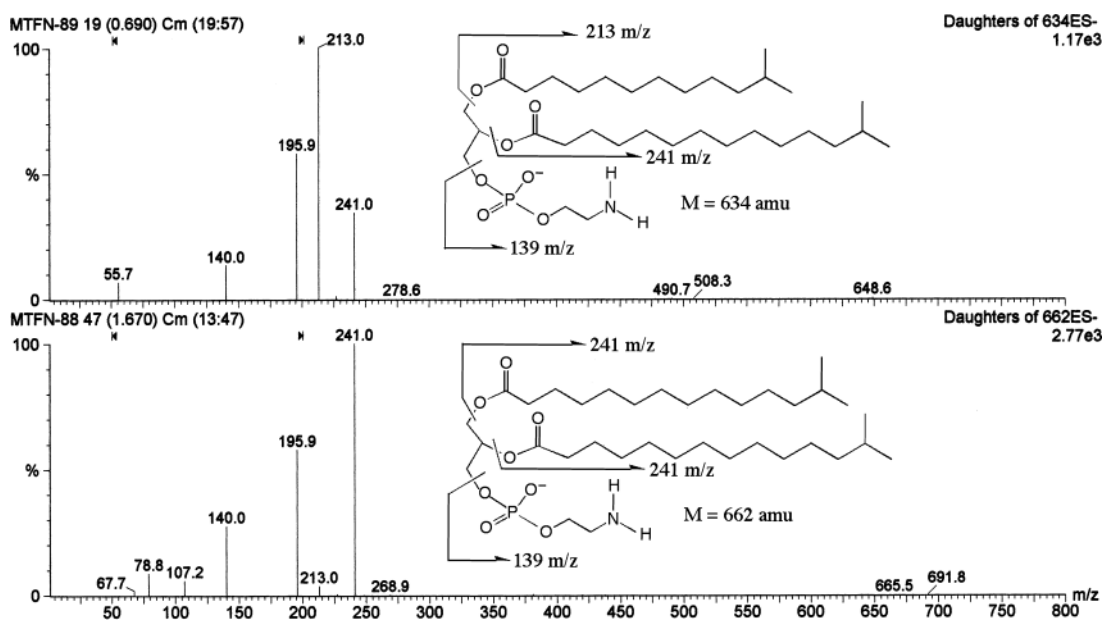 MTFN-89 19 (0.690) Cm (19:57)
Daughters of 634ES-
1.17e3
100
%
0
213.0
195.9
241.0
140.0
55.7
278.6
490.7
508.3
648.6
213 m/z
O
O
O
O
241 m/z
O
O⁻
P
O
O
H
N
H
M = 634 amu
139 m/z
MTFN-88 47 (1.670) Cm (13:47)
Daughters of 662ES-
2.77e3
100
%
0
241.0
195.9
140.0
78.8
67.7
107.2
213.0
268.9
665.5
691.8
241 m/z
O
O
O
O
241 m/z
O
O⁻
P
O
O
H
N
H
M = 662 amu
139 m/z
0 50 100 150 200 250 300 350 400 450 500 550 600 650 700 750 800 m/z